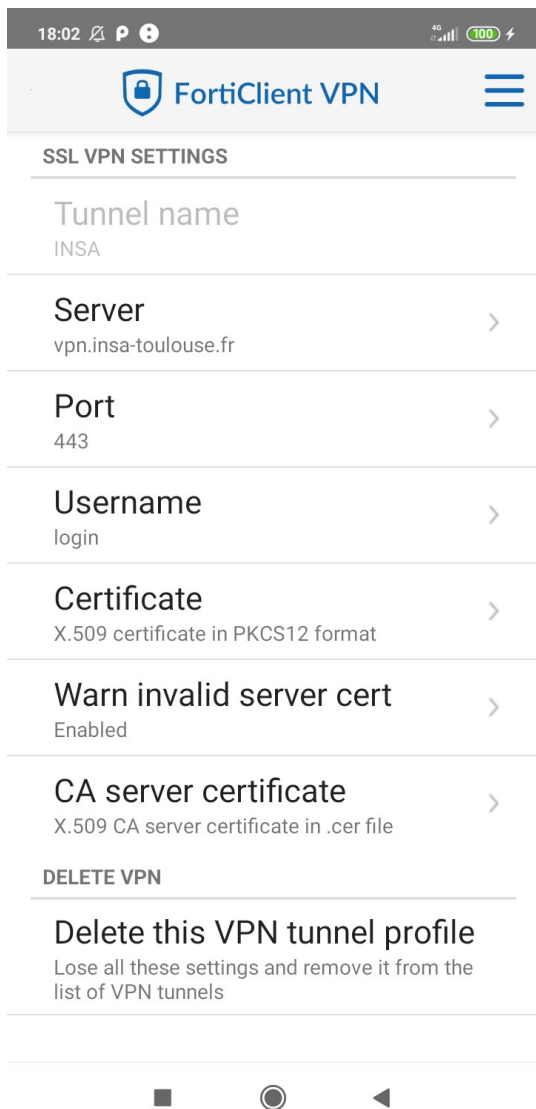 18:02
4G
100
FortiClient VPN
SSL VPN SETTINGS
Tunnel name
INSA
Server
vpn.insa-toulouse.fr
Port
443
Username
login
Certificate
X.509 certificate in PKCS12 format
Warn invalid server cert
Enabled
CA server certificate
X.509 CA server certificate in .cer file
DELETE VPN
Delete this VPN tunnel profile
Lose all these settings and remove it from the
list of VPN tunnels